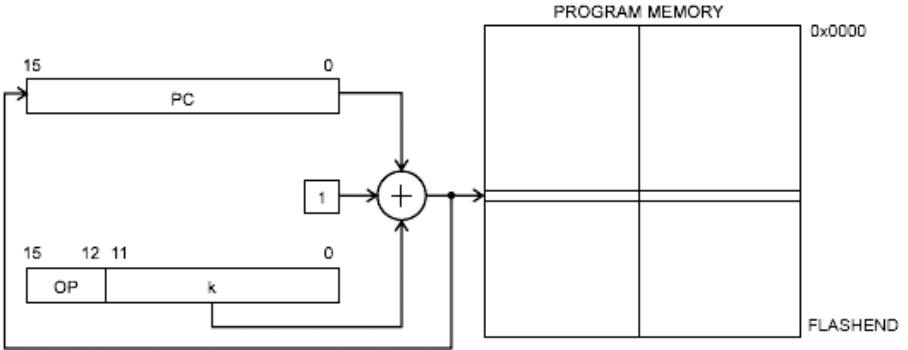 PROGRAM MEMORY
0x0000
15 0
PC
1
15 12 11 0
OP k
FLASHEND